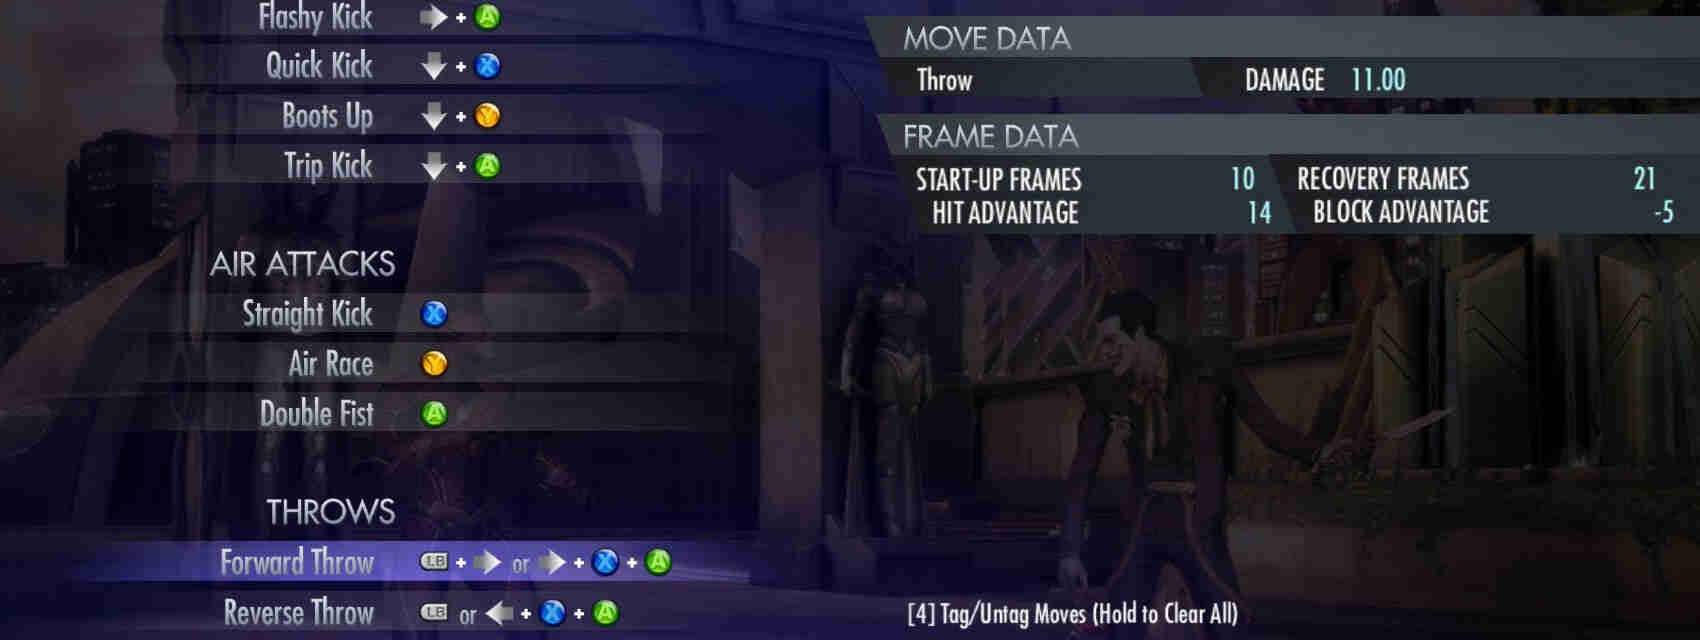 Flashy Kick + A
Quick Kick + X
Boots Up + Y
Trip Kick + A
AIR ATTACKS
Straight Kick X
Air Race Y
Double Fist A
THROWS
Forward Throw LB + or + X + A
Reverse Throw LB or + X + A
MOVE DATA
Throw DAMAGE 11.00
FRAME DATA
START-UP FRAMES 10 RECOVERY FRAMES 21
HIT ADVANTAGE 14 BLOCK ADVANTAGE -5
[4] Tag/Untag Moves (Hold to Clear All)